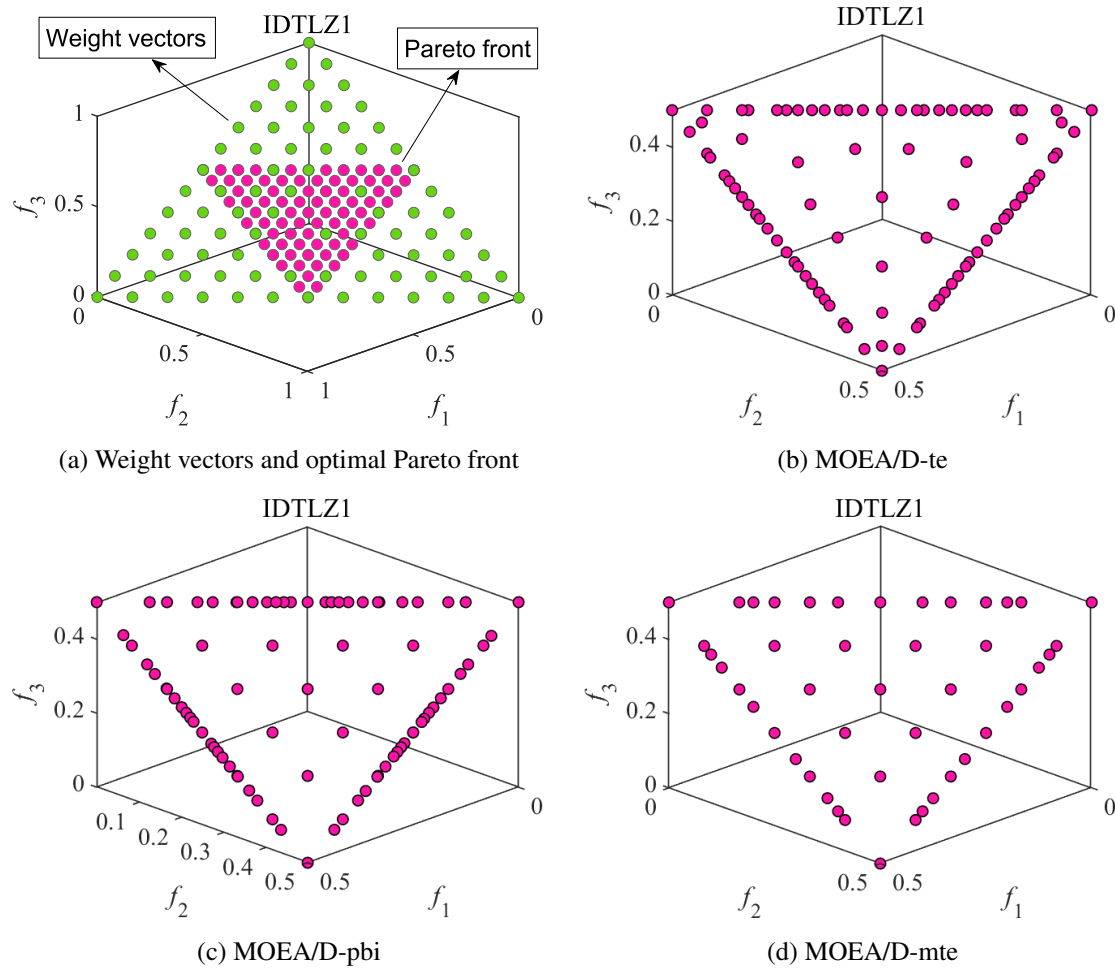 IDTLZ1
Weight vectors
Pareto front
1
0.5
0
f3
0
0.5
1
f2
1
0.5
0
f1
(a) Weight vectors and optimal Pareto front
IDTLZ1
0.4
0.2
0
f3
0
0.5
f2
0.5
0
f1
(b) MOEA/D-te
IDTLZ1
0.4
0.2
0
f3
0.1
0.2
0.3
0.4
0.5
f2
0.5
0
f1
(c) MOEA/D-pbi
IDTLZ1
0.4
0.2
0
f3
0
0.5
f2
0.5
0
f1
(d) MOEA/D-mte